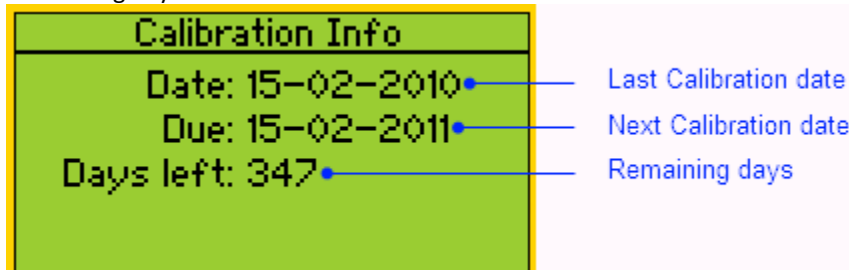 Calibration Info
Date: 15-02-2010 Last Calibration date
Due: 15-02-2011 Next Calibration date
Days left: 347 Remaining days